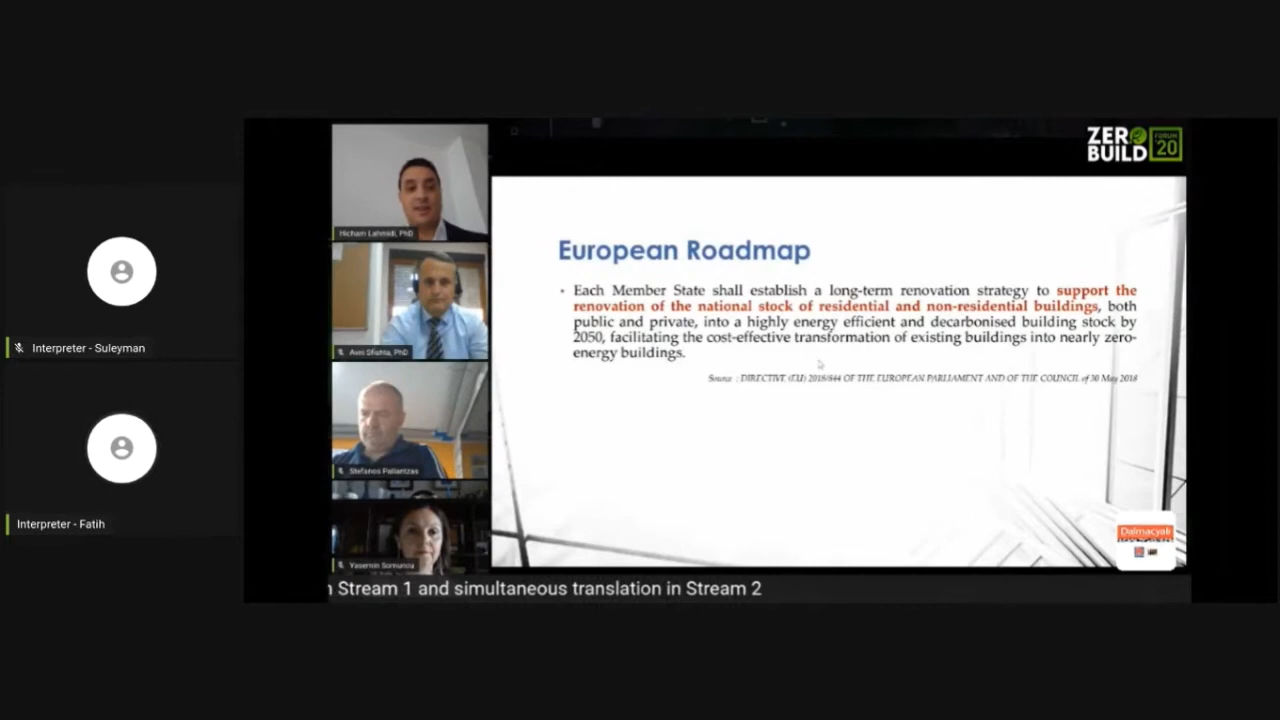 Interpreter - Suleyman
Interpreter - Fatih
Hicham Lahmidi, PhD
PhD
Stefanos Pallantzas
Yasemin Somuncu
ZERO
BUILD
FORUM
'20
European Roadmap
• Each Member State shall establish a long-term renovation strategy to support the
renovation of the national stock of residential and non-residential buildings, both
public and private, into a highly energy efficient and decarbonised building stock by
2050, facilitating the cost-effective transformation of existing buildings into nearly zero-
energy buildings.
Source : DIRECTIVE (EU) 2018/844 OF THE EUROPEAN PARLIAMENT AND OF THE COUNCIL of 30 May 2018
Dalmaçyalı
Stream 1 and simultaneous translation in Stream 2